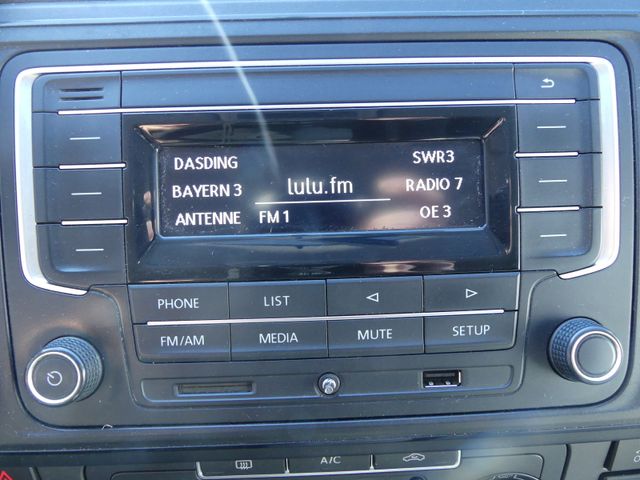 DASDING SWR3
BAYERN 3 lulu.fm RADIO 7
ANTENNE FM 1 OE 3
PHONE LIST
FM/AM MEDIA MUTE SETUP
A/C